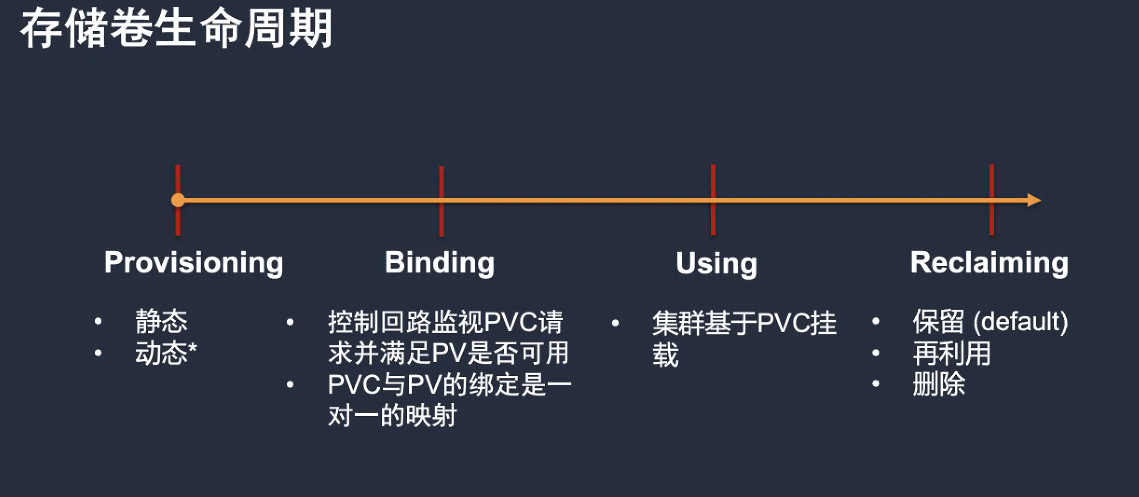 存储卷生命周期
Provisioning
• 静态
• 动态*
Binding
• 控制回路监视PVC请
求并满足PV是否可用
• PVC与PV的绑定是一
对一的映射
Using
• 集群基于PVC挂
载
Reclaiming
• 保留 (default)
• 再利用
• 删除